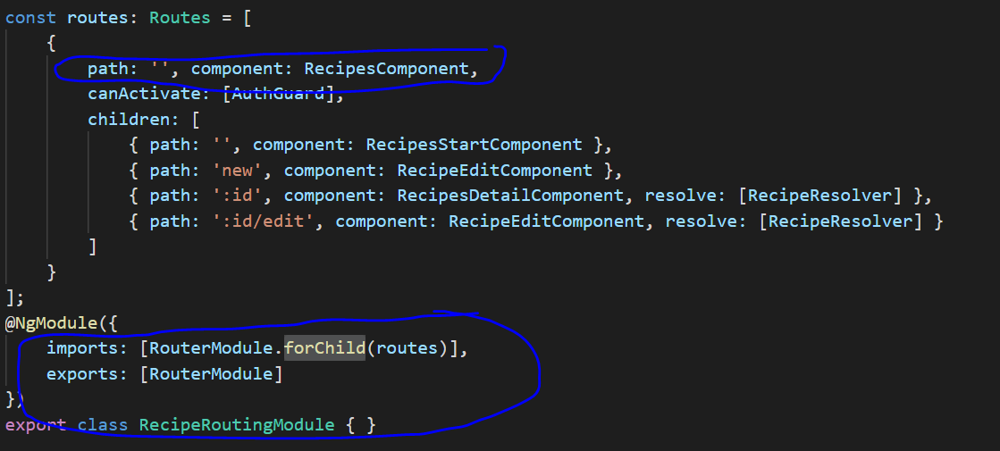 const routes: Routes = [
{
path: '', component: RecipesComponent,
canActivate: [AuthGuard],
children: [
{ path: '', component: RecipesStartComponent },
{ path: 'new', component: RecipeEditComponent },
{ path: ':id', component: RecipesDetailComponent, resolve: [RecipeResolver] },
{ path: ':id/edit', component: RecipeEditComponent, resolve: [RecipeResolver] }
]
}
];
@NgModule({
imports: [RouterModule.forChild(routes)],
exports: [RouterModule]
})
export class RecipeRoutingModule { }